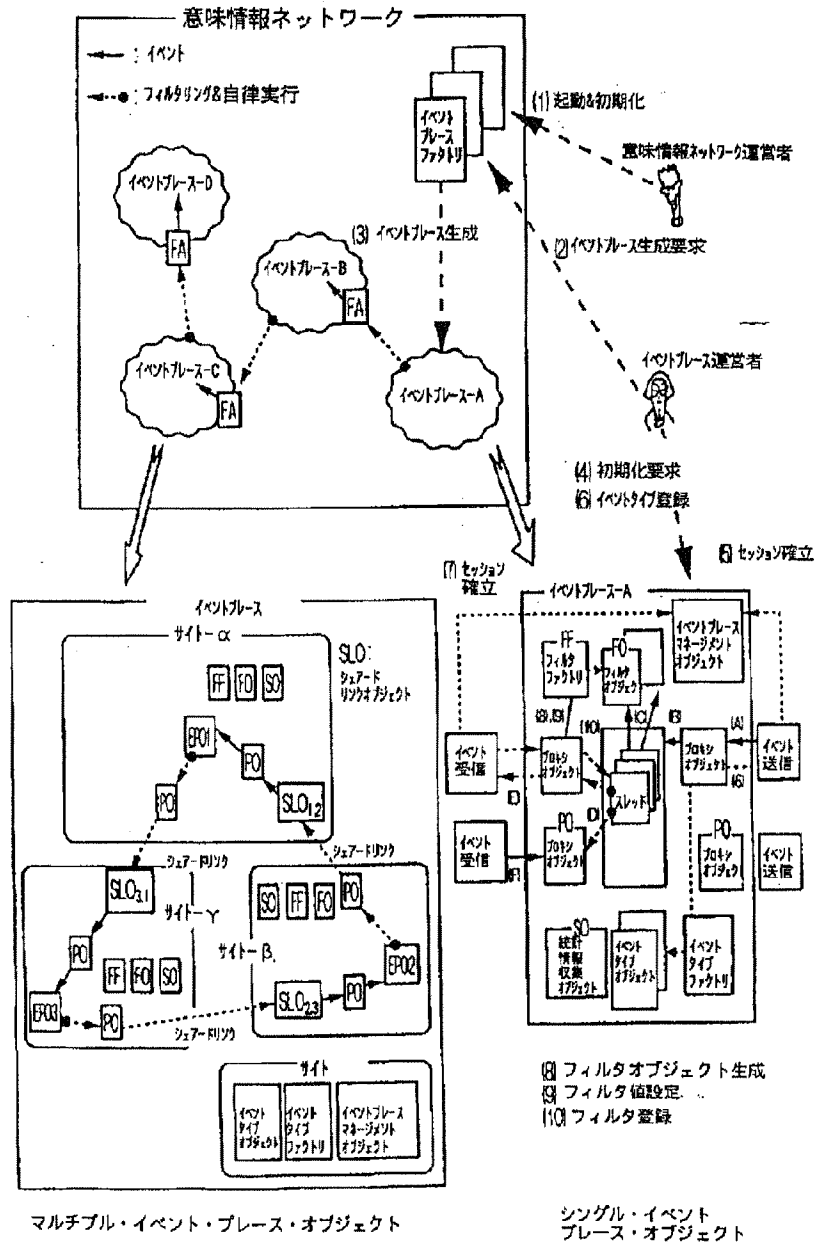 意味情報ネットワーク
: イベント
: フィルタリング&自律実行
イベント
プレース
ファクトリ
(1) 起動&初期化
意味情報ネットワーク運営者
(2) イベントプレース生成要求
(3) イベントプレース生成
イベントプレース-D
FA
イベントプレース-B
FA
イベントプレース-C
FA
イベントプレース-A
イベントプレース運営者
(4) 初期化要求
(6) イベントタイプ登録
(5) セッション確立
(7) セッション
確立
イベントプレース
サイト-α
SLO:
シェアード
リンクオブジェクト
FF
FO
SO
EPO1
PO
PO
SLO1.2
シェアードリンク
シェアードリンク
SLO3.1
サイト-γ
PO
FF
FO
SO
EPO3
PO
シェアードリンク
SO
FF
FO
PO
サイト-β
EPO2
SLO2.3
PO
サイト
イベント
タイプ
オブジェクト
イベント
タイプ
ファクトリ
イベントプレース
マネージメント
オブジェクト
マルチプル・イベント・プレース・オブジェクト
イベントプレース-A
FF
フィルタ
ファクトリ
FO
フィルタ
オブジェクト
イベントプレース
マネージメント
オブジェクト
(8),(9)
(10)
(C)
(B)
(A)
イベント
受信
プロキシ
オブジェクト
スレッド
プロキシ
オブジェクト
イベント
送信
(E)
(D)
(6)
イベント
受信
(F)
PO
プロキシ
オブジェクト
PO
プロキシ
オブジェクト
イベント
送信
SO
統計
情報
収集
オブジェクト
イベント
タイプ
オブジェクト
イベント
タイプ
ファクトリ
(8) フィルタオブジェクト生成
(9) フィルタ値設定
(10) フィルタ登録
シングル・イベント
プレース・オブジェクト